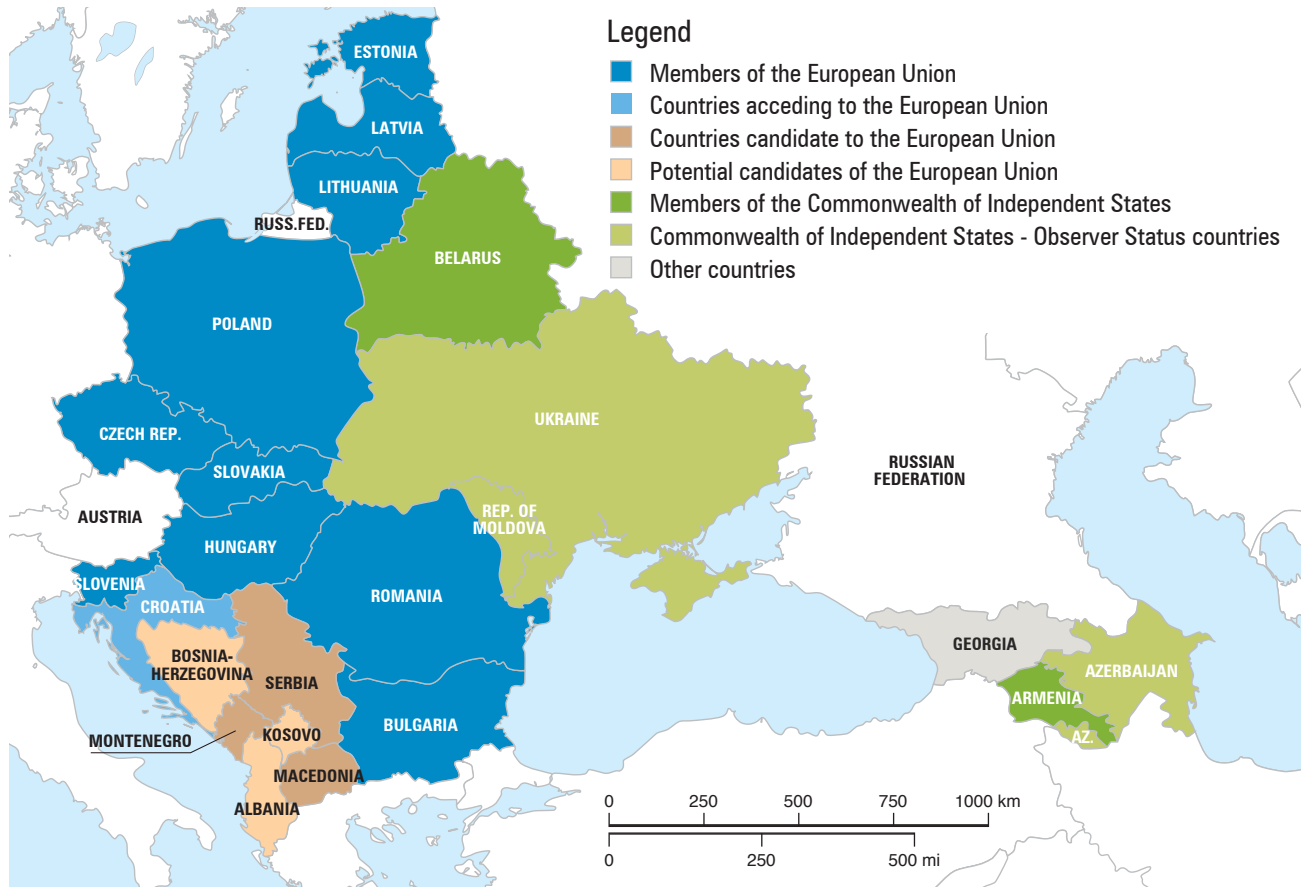 Legend
Members of the European Union
Countries acceding to the European Union
Countries candidate to the European Union
Potential candidates of the European Union
Members of the Commonwealth of Independent States
Commonwealth of Independent States - Observer Status countries
Other countries
ESTONIA
LATVIA
LITHUANIA
RUSS.FED.
BELARUS
POLAND
UKRAINE
CZECH REP.
SLOVAKIA
RUSSIAN
FEDERATION
AUSTRIA
REP. OF
MOLDOVA
HUNGARY
SLOVENIA
ROMANIA
CROATIA
GEORGIA
BOSNIA-
HERZEGOVINA
AZERBAIJAN
SERBIA
ARMENIA
BULGARIA
KOSOVO
AZ.
MONTENEGRO
MACEDONIA
ALBANIA
0 250 500 750 1000 km
0 250 500 mi